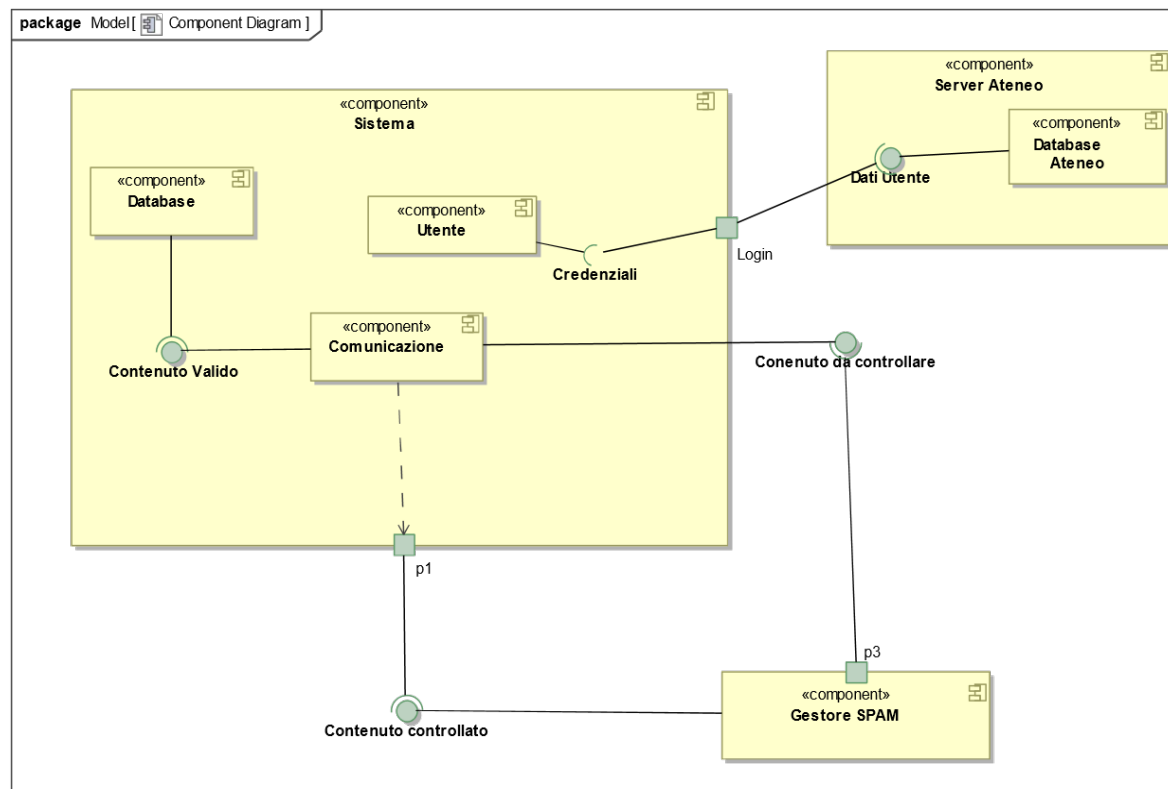 package Model [ Component Diagram ]
«component»
Sistema
«component»
Database
«component»
Utente
Credenziali
Login
«component»
Comunicazione
Contenuto Valido
p1
«component»
Server Ateneo
«component»
Database
Ateneo
Dati Utente
Conenuto da controllare
p3
«component»
Gestore SPAM
Contenuto controllato